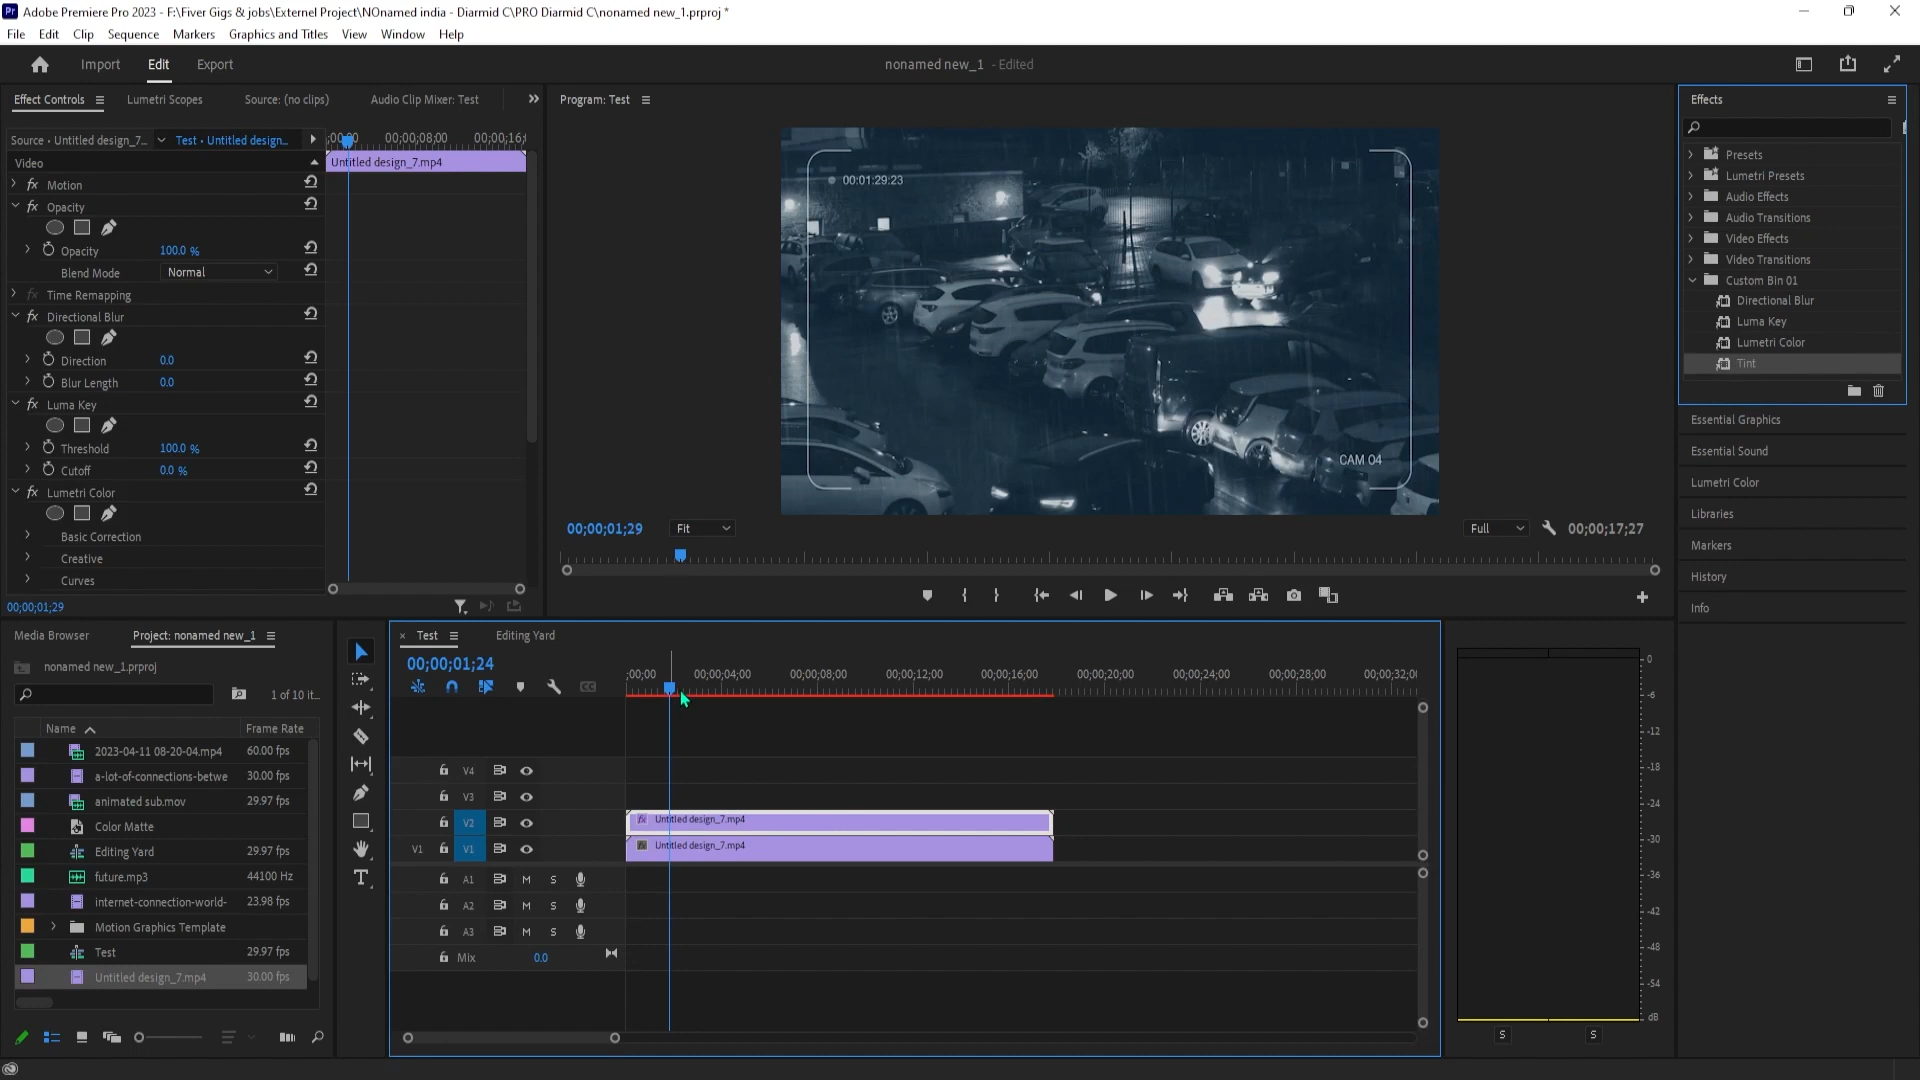 Adobe Premiere Pro 2023 - F:\Fiver Gigs & jobs\Externel Project\NOnamed india - Diarmid C\PRO Diarmid C\nonamed new_1.prproj *
File Edit Clip Sequence Markers Graphics and Titles View Window Help
Import Edit Export
nonamed new_1 - Edited
Effect Controls Lumetri Scopes Source: (no clips) Audio Clip Mixer: Test
Source • Untitled design_7... Test • Untitled design...
;00;00 00;00;08;00 00;00;16;
Video
Untitled design_7.mp4
fx Motion
fx Opacity
Opacity 100.0 %
Blend Mode Normal
fx Time Remapping
fx Directional Blur
Direction 0.0
Blur Length 0.0
fx Luma Key
Threshold 100.0 %
Cutoff 0.0 %
fx Lumetri Color
Basic Correction
Creative
Curves
00;00;01;29
Program: Test
00:01:29:23
CAM 04
00;00;01;29 Fit Full 00;00;17;27
Effects
Presets
Lumetri Presets
Audio Effects
Audio Transitions
Video Effects
Video Transitions
Custom Bin 01
Directional Blur
Luma Key
Lumetri Color
Tint
Essential Graphics
Essential Sound
Lumetri Color
Libraries
Markers
History
Info
Media Browser Project: nonamed new_1
nonamed new_1.prproj
1 of 10 it...
Name Frame Rate
2023-04-11 08-20-04.mp4 60.00 fps
a-lot-of-connections-betwe 30.00 fps
animated sub.mov 29.97 fps
Color Matte
Editing Yard 29.97 fps
future.mp3 44100 Hz
internet-connection-world- 23.98 fps
Motion Graphics Template
Test 29.97 fps
Untitled design_7.mp4 30.00 fps
× Test Editing Yard
00;00;01;24
;00;00 00;00;04;00 00;00;08;00 00;00;12;00 00;00;16;00 00;00;20;00 00;00;24;00 00;00;28;00 00;00;32;0
V4
V3
V2 fx Untitled design_7.mp4
V1 V1 fx Untitled design_7.mp4
A1 M S
A2 M S
A3 M S
Mix 0.0
0
-6
-12
-18
-24
-30
-36
-42
-48
-54
dB
S S